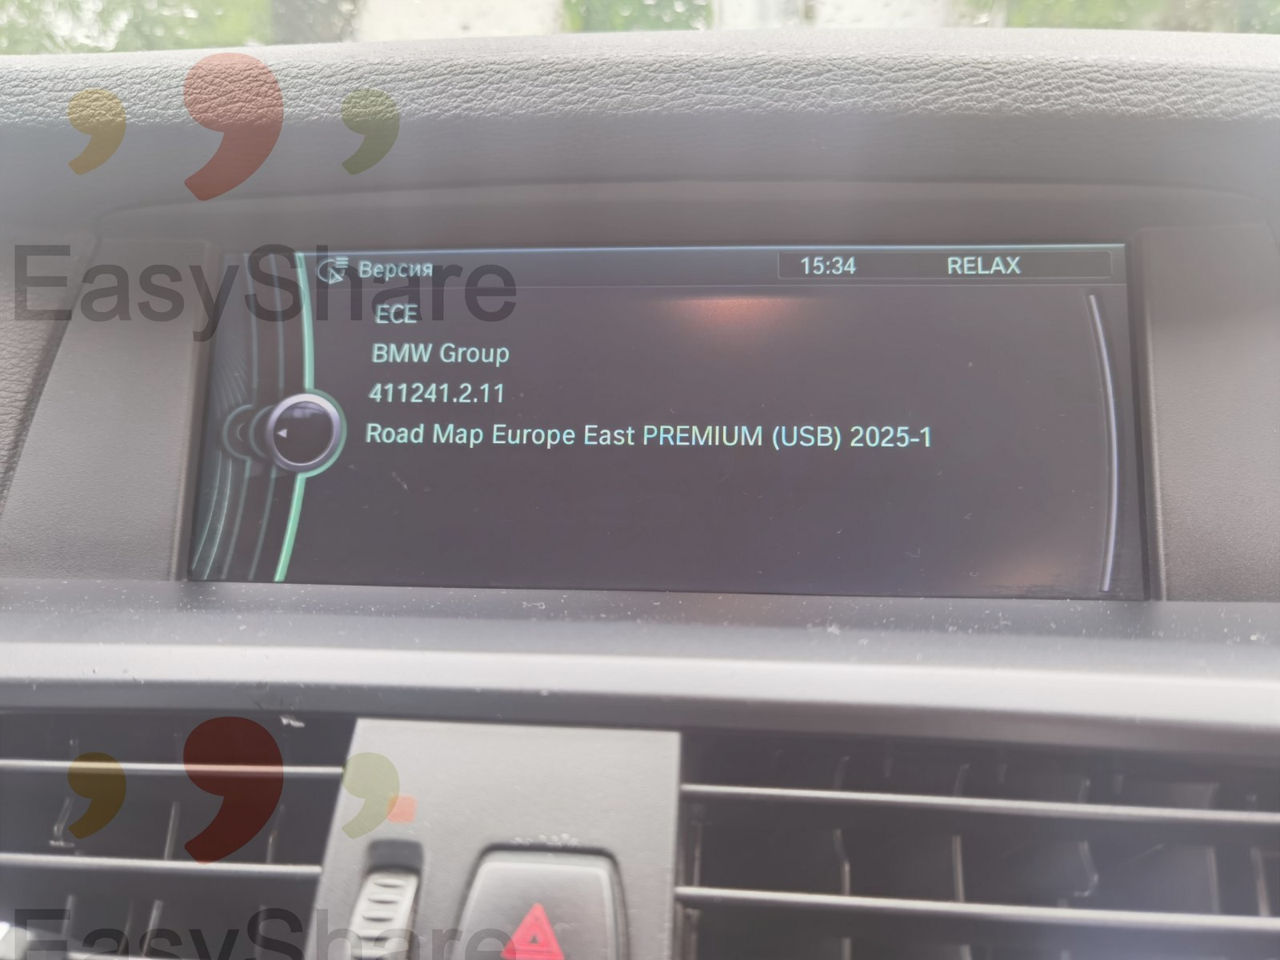 Версия 15:34 RELAX
ECE
BMW Group
411241.2.11
Road Map Europe East PREMIUM (USB) 2025-1
EasyShare
EasyShare